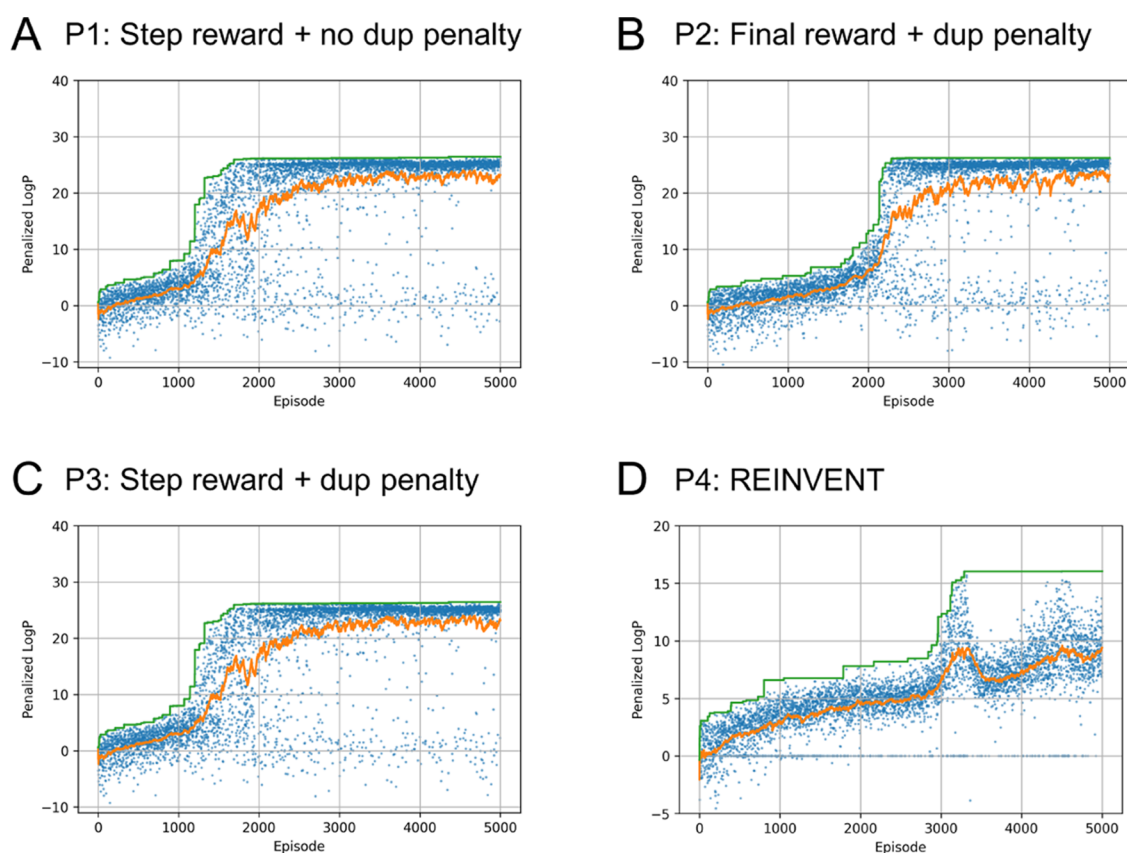 A P1: Step reward + no dup penalty
40
30
20
10
0
−10
Penalized LogP
0 1000 2000 3000 4000 5000
Episode
B P2: Final reward + dup penalty
40
30
20
10
0
−10
Penalized LogP
0 1000 2000 3000 4000 5000
Episode
C P3: Step reward + dup penalty
40
30
20
10
0
−10
Penalized LogP
0 1000 2000 3000 4000 5000
Episode
D P4: REINVENT
20
15
10
5
0
−5
Penalized LogP
0 1000 2000 3000 4000 5000
Episode